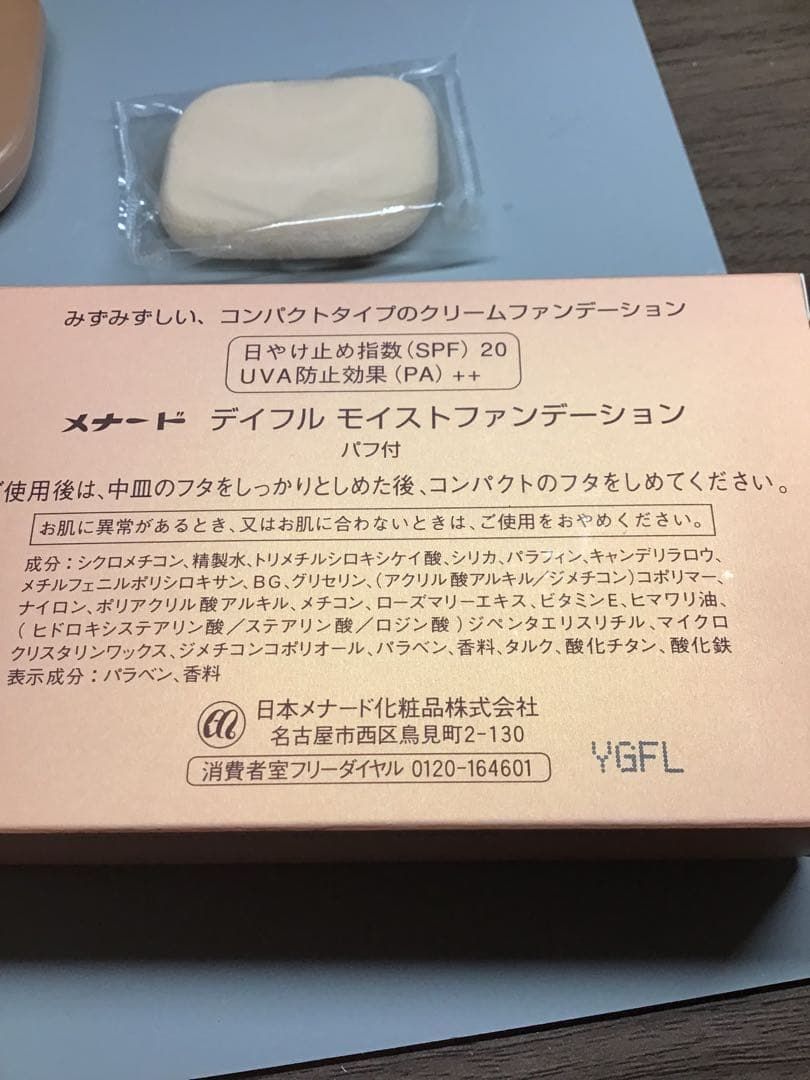 みずみずしい、コンパクトタイプのクリームファンデーション
日やけ止め指数(SPF) 20
UVA防止効果(PA) ++
メナード デイフル モイストファンデーション
パフ付
ご使用後は、中皿のフタをしっかりとしめた後、コンパクトのフタをしめてください。
お肌に異常があるとき、又はお肌に合わないときは、ご使用をおやめください。
成分:シクロメチコン、精製水、トリメチルシロキシケイ酸、シリカ、パラフィン、キャンデリラロウ、
メチルフェニルポリシロキサン、BG、グリセリン、(アクリル酸アルキル/ジメチコン)コポリマー、
ナイロン、ポリアクリル酸アルキル、メチコン、ローズマリーエキス、ビタミンE、ヒマワリ油、
(ヒドロキシステアリン酸/ステアリン酸/ロジン酸)ジペンタエリスリチル、マイクロ
クリスタリンワックス、ジメチコンコポリオール、パラベン、香料、タルク、酸化チタン、酸化鉄
表示成分:パラベン、香料
日本メナード化粧品株式会社
名古屋市西区鳥見町2-130
消費者室フリーダイヤル 0120-164601
YGFL